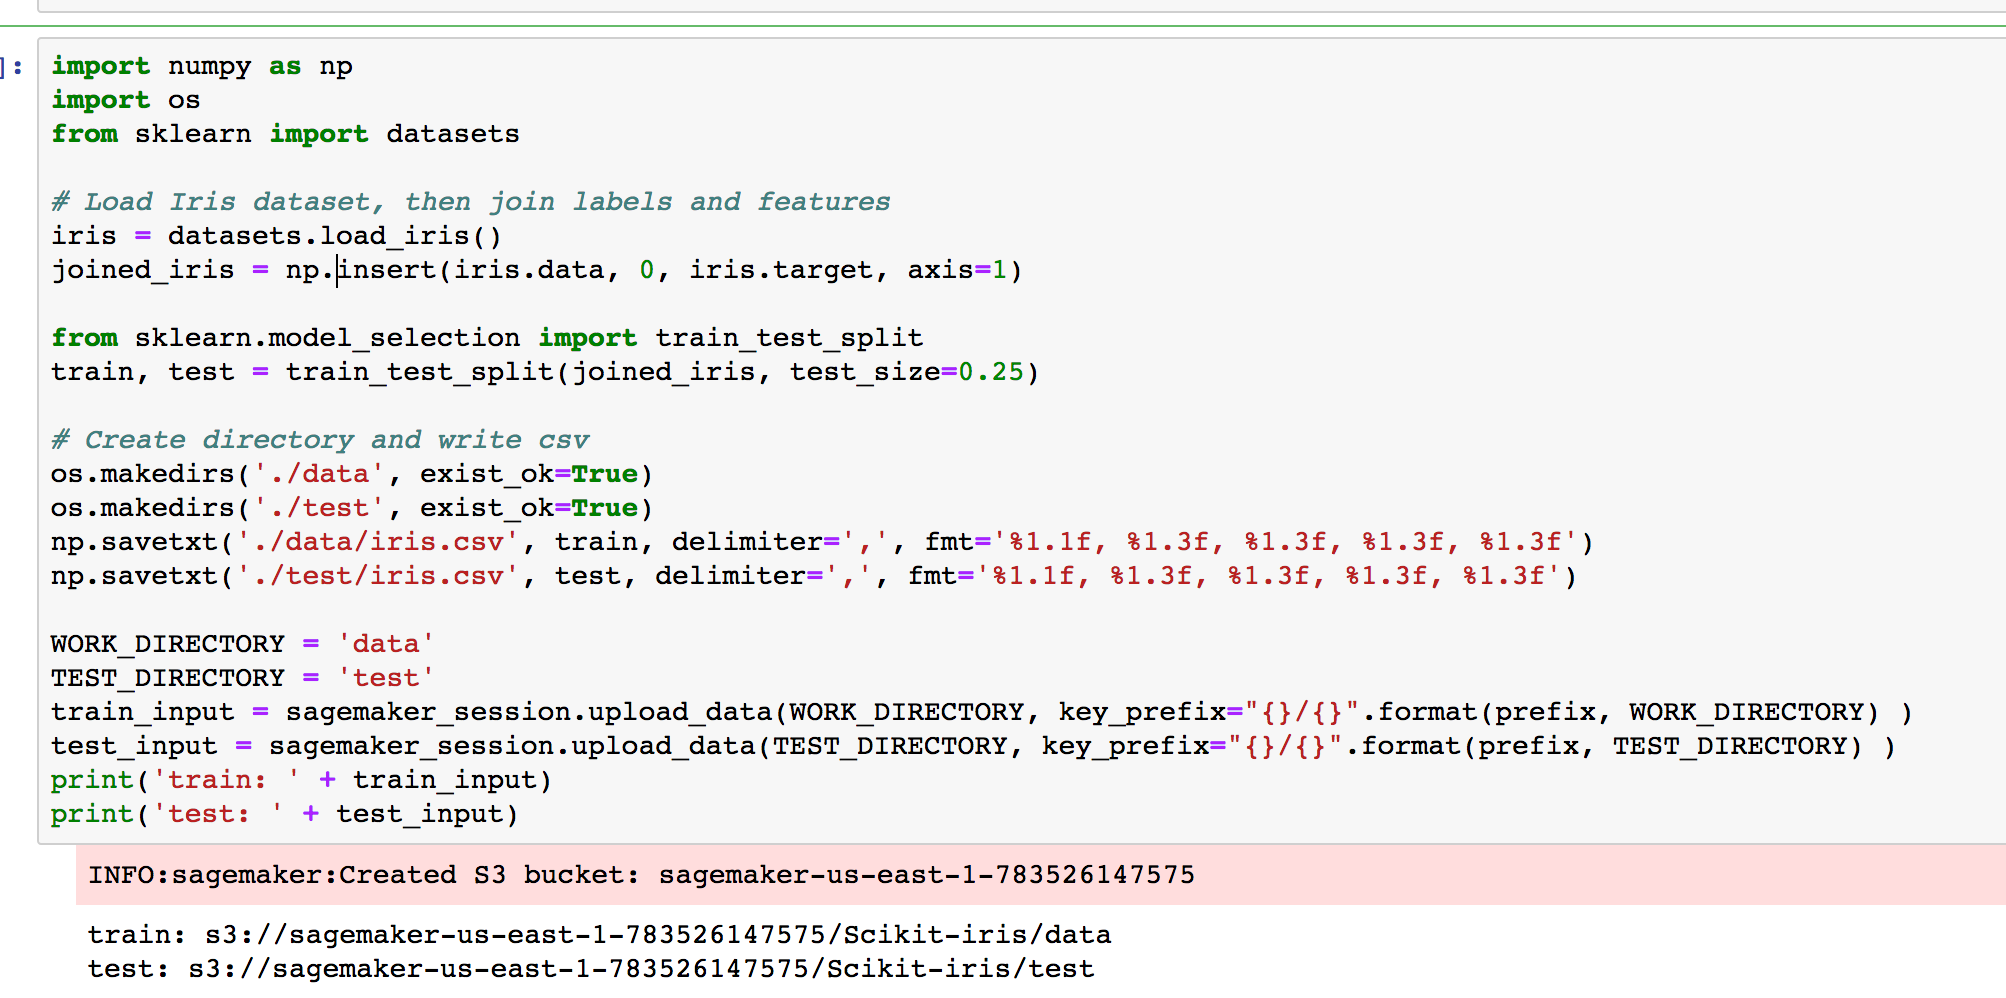 ]:
import numpy as np
import os
from sklearn import datasets
# Load Iris dataset, then join labels and features
iris = datasets.load_iris()
joined_iris = np.insert(iris.data, 0, iris.target, axis=1)
from sklearn.model_selection import train_test_split
train, test = train_test_split(joined_iris, test_size=0.25)
# Create directory and write csv
os.makedirs('./data', exist_ok=True)
os.makedirs('./test', exist_ok=True)
np.savetxt('./data/iris.csv', train, delimiter=',', fmt='%1.1f, %1.3f, %1.3f, %1.3f, %1.3f')
np.savetxt('./test/iris.csv', test, delimiter=',', fmt='%1.1f, %1.3f, %1.3f, %1.3f, %1.3f')
WORK_DIRECTORY = 'data'
TEST_DIRECTORY = 'test'
train_input = sagemaker_session.upload_data(WORK_DIRECTORY, key_prefix="{}/{}".format(prefix, WORK_DIRECTORY) )
test_input = sagemaker_session.upload_data(TEST_DIRECTORY, key_prefix="{}/{}".format(prefix, TEST_DIRECTORY) )
print('train: ' + train_input)
print('test: ' + test_input)
INFO:sagemaker:Created S3 bucket: sagemaker-us-east-1-783526147575
train: s3://sagemaker-us-east-1-783526147575/Scikit-iris/data
test: s3://sagemaker-us-east-1-783526147575/Scikit-iris/test